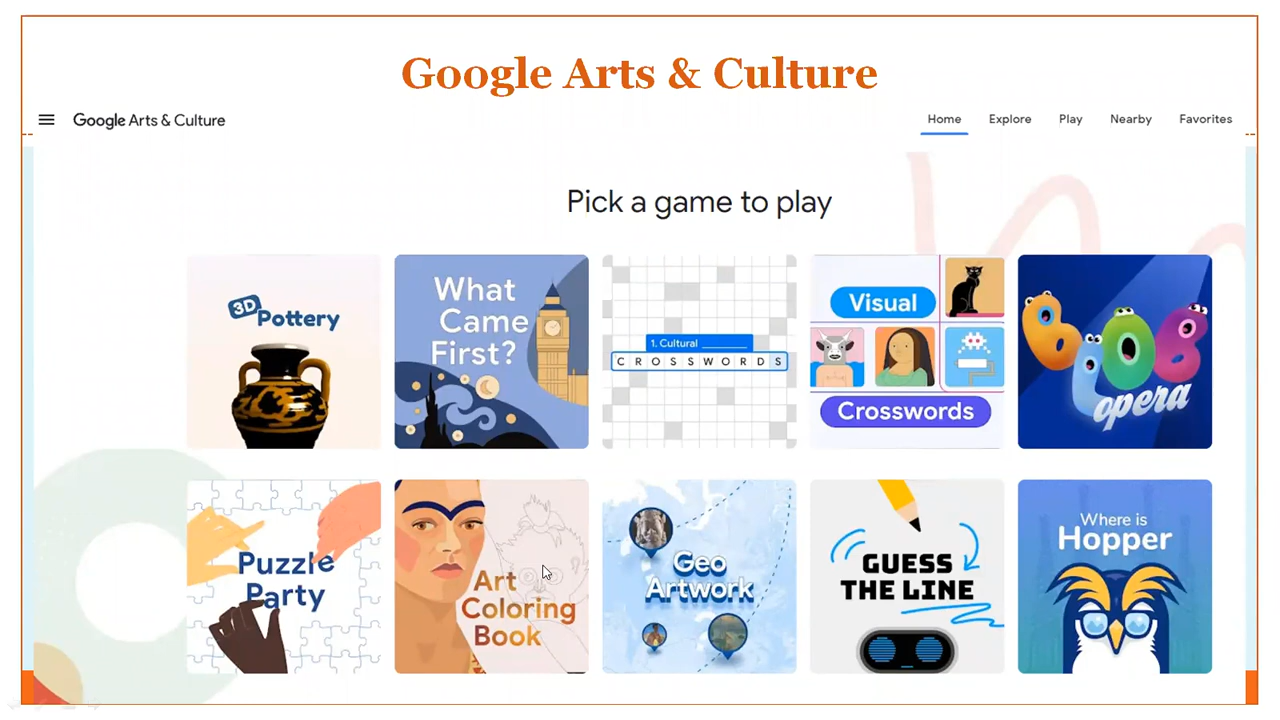 Google Arts & Culture
Google Arts & Culture
Home Explore Play Nearby Favorites
Pick a game to play
3D
Pottery
What
Came
First?
1. Cultural ________
CROSSWORDS
Visual
Crosswords
BLOB
opera
Puzzle
Party
Art
Coloring
Book
Geo
Artwork
GUESS
THE LINE
Where is
Hopper